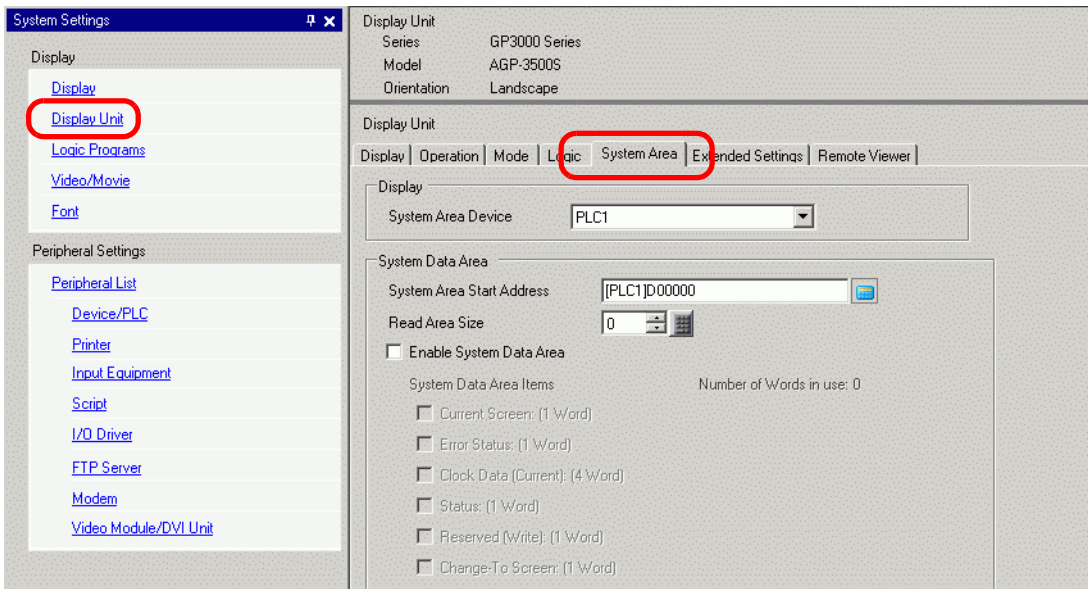 System Settings
Display
Display
Display Unit
Logic Programs
Video/Movie
Font
Peripheral Settings
Peripheral List
Device/PLC
Printer
Input Equipment
Script
I/O Driver
FTP Server
Modem
Video Module/DVI Unit
Display Unit
Series GP3000 Series
Model AGP-3500S
Orientation Landscape
Display Unit
Display Operation Mode Logic System Area Extended Settings Remote Viewer
Display
System Area Device PLC1
System Data Area
System Area Start Address [PLC1]D00000
Read Area Size 0
Enable System Data Area
System Data Area Items Number of Words in use: 0
Current Screen: (1 Word)
Error Status: (1 Word)
Clock Data (Current): (4 Word)
Status: (1 Word)
Reserved (Write): (1 Word)
Change-To Screen: (1 Word)